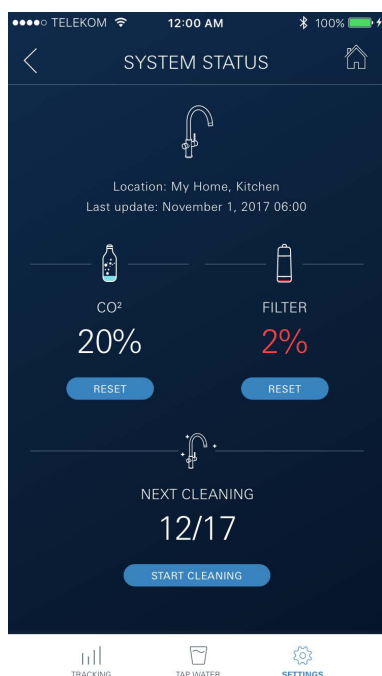 TELEKOM 12:00 AM 100%
SYSTEM STATUS
Location: My Home, Kitchen
Last update: November 1, 2017 06:00
CO² FILTER
20% 2%
RESET RESET
NEXT CLEANING
12/17
START CLEANING
TRACKING TAP WATER SETTINGS